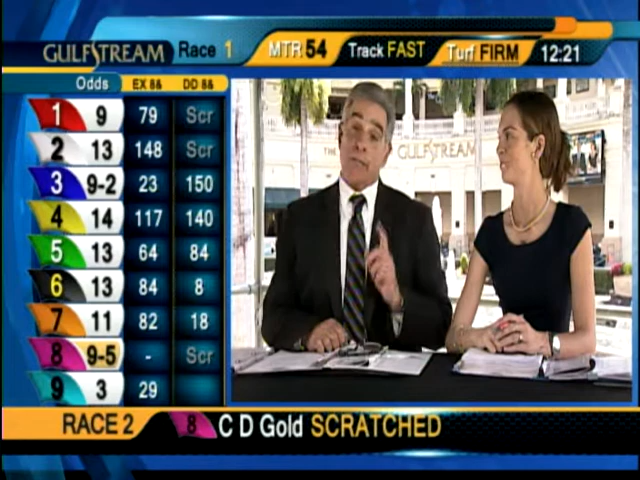 GULFSTREAM Race 1 MTR 54 Track FAST Turf FIRM 12:21
Odds EX 8& DD 8&
1 9 79 Scr
2 13 148 Scr
3 9-2 23 150
4 14 117 140
5 13 64 84
6 13 84 8
7 11 82 18
8 9-5 - Scr
9 3 29
GULFSTREAM
RACE 2 8 C D Gold SCRATCHED